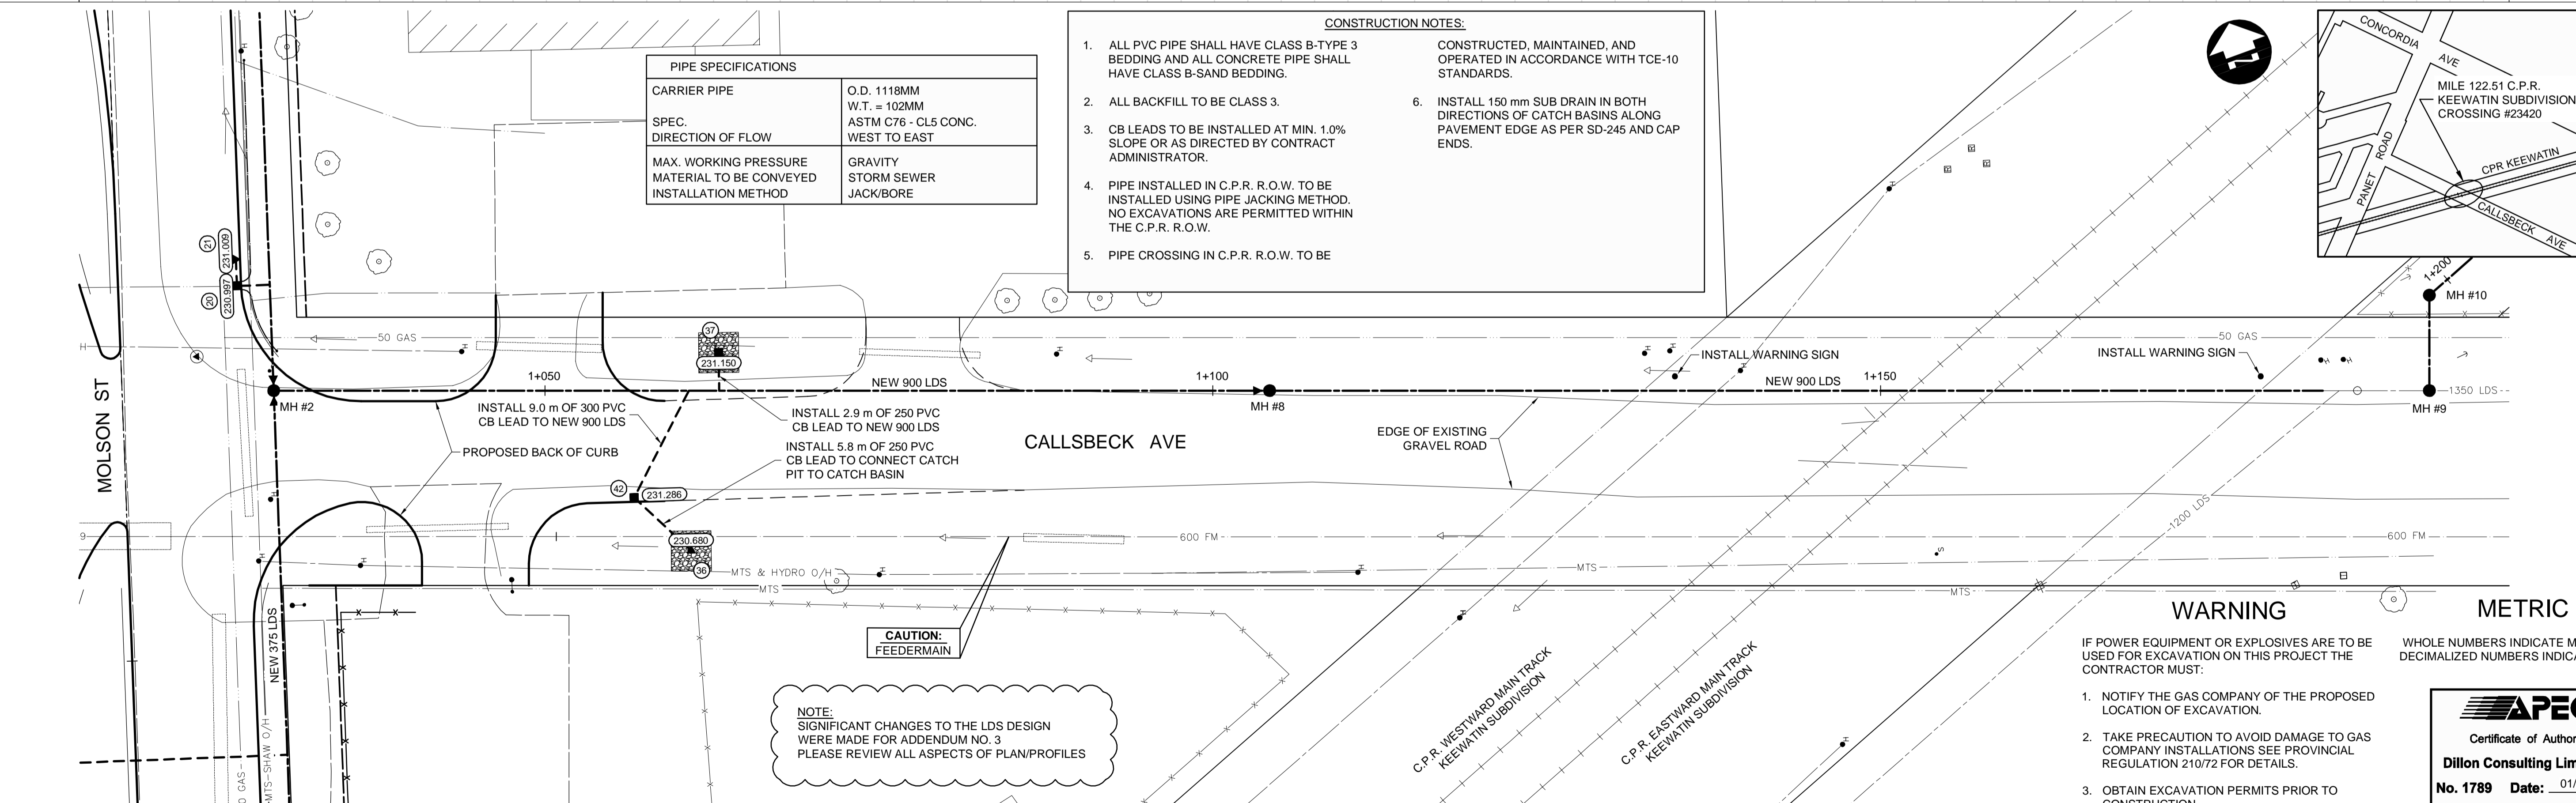 CONSTRUCTION NOTES:
1. ALL PVC PIPE SHALL HAVE CLASS B-TYPE 3
BEDDING AND ALL CONCRETE PIPE SHALL
HAVE CLASS B-SAND BEDDING.
2. ALL BACKFILL TO BE CLASS 3.
3. CB LEADS TO BE INSTALLED AT MIN. 1.0%
SLOPE OR AS DIRECTED BY CONTRACT
ADMINISTRATOR.
4. PIPE INSTALLED IN C.P.R. R.O.W. TO BE
INSTALLED USING PIPE JACKING METHOD.
NO EXCAVATIONS ARE PERMITTED WITHIN
THE C.P.R. R.O.W.
5. PIPE CROSSING IN C.P.R. R.O.W. TO BE
CONSTRUCTED, MAINTAINED, AND
OPERATED IN ACCORDANCE WITH TCE-10
STANDARDS.
6. INSTALL 150 mm SUB DRAIN IN BOTH
DIRECTIONS OF CATCH BASINS ALONG
PAVEMENT EDGE AS PER SD-245 AND CAP
ENDS.
PIPE SPECIFICATIONS
CARRIER PIPE O.D. 1118MM
W.T. = 102MM
SPEC. ASTM C76 - CL5 CONC.
DIRECTION OF FLOW WEST TO EAST
MAX. WORKING PRESSURE GRAVITY
MATERIAL TO BE CONVEYED STORM SEWER
INSTALLATION METHOD JACK/BORE
CONCORDIA
AVE
MILE 122.51 C.P.R.
KEEWATIN SUBDIVISION
CROSSING #23420
PANET ROAD
CPR KEEWATIN
CALLSBECK AVE
1+200
MH #10
21
231.009
20
230.997
H
50 GAS
H
37
231.150
H
H
H
H
50 GAS
INSTALL WARNING SIGN
INSTALL WARNING SIGN
H
H
1+050
NEW 900 LDS
1+100
NEW 900 LDS
1+150
1350 LDS
MH #2
MH #8
MH #9
MOLSON ST
INSTALL 9.0 m OF 300 PVC
CB LEAD TO NEW 900 LDS
INSTALL 2.9 m OF 250 PVC
CB LEAD TO NEW 900 LDS
PROPOSED BACK OF CURB
INSTALL 5.8 m OF 250 PVC
CB LEAD TO CONNECT CATCH
PIT TO CATCH BASIN
CALLSBECK AVE
EDGE OF EXISTING
GRAVEL ROAD
42
231.286
H
9
230.680
36
600 FM
1200 LDS
600 FM
S
H
H
MTS & HYDRO O/H
H
H
MTS
MTS
MTS
H
NEW 375 LDS
MTS-SHAW O/H
GAS
CAUTION:
FEEDERMAIN
NOTE:
SIGNIFICANT CHANGES TO THE LDS DESIGN
WERE MADE FOR ADDENDUM NO. 3
PLEASE REVIEW ALL ASPECTS OF PLAN/PROFILES
C.P.R. WESTWARD MAIN TRACK
KEEWATIN SUBDIVISION
C.P.R. EASTWARD MAIN TRACK
KEEWATIN SUBDIVISION
H
WARNING
IF POWER EQUIPMENT OR EXPLOSIVES ARE TO BE
USED FOR EXCAVATION ON THIS PROJECT THE
CONTRACTOR MUST:
1. NOTIFY THE GAS COMPANY OF THE PROPOSED
LOCATION OF EXCAVATION.
2. TAKE PRECAUTION TO AVOID DAMAGE TO GAS
COMPANY INSTALLATIONS SEE PROVINCIAL
REGULATION 210/72 FOR DETAILS.
3. OBTAIN EXCAVATION PERMITS PRIOR TO
METRIC
WHOLE NUMBERS INDICATE
DECIMALIZED NUMBERS
Certificate of
Dillon Consulting
No. 1789 Date: 01/